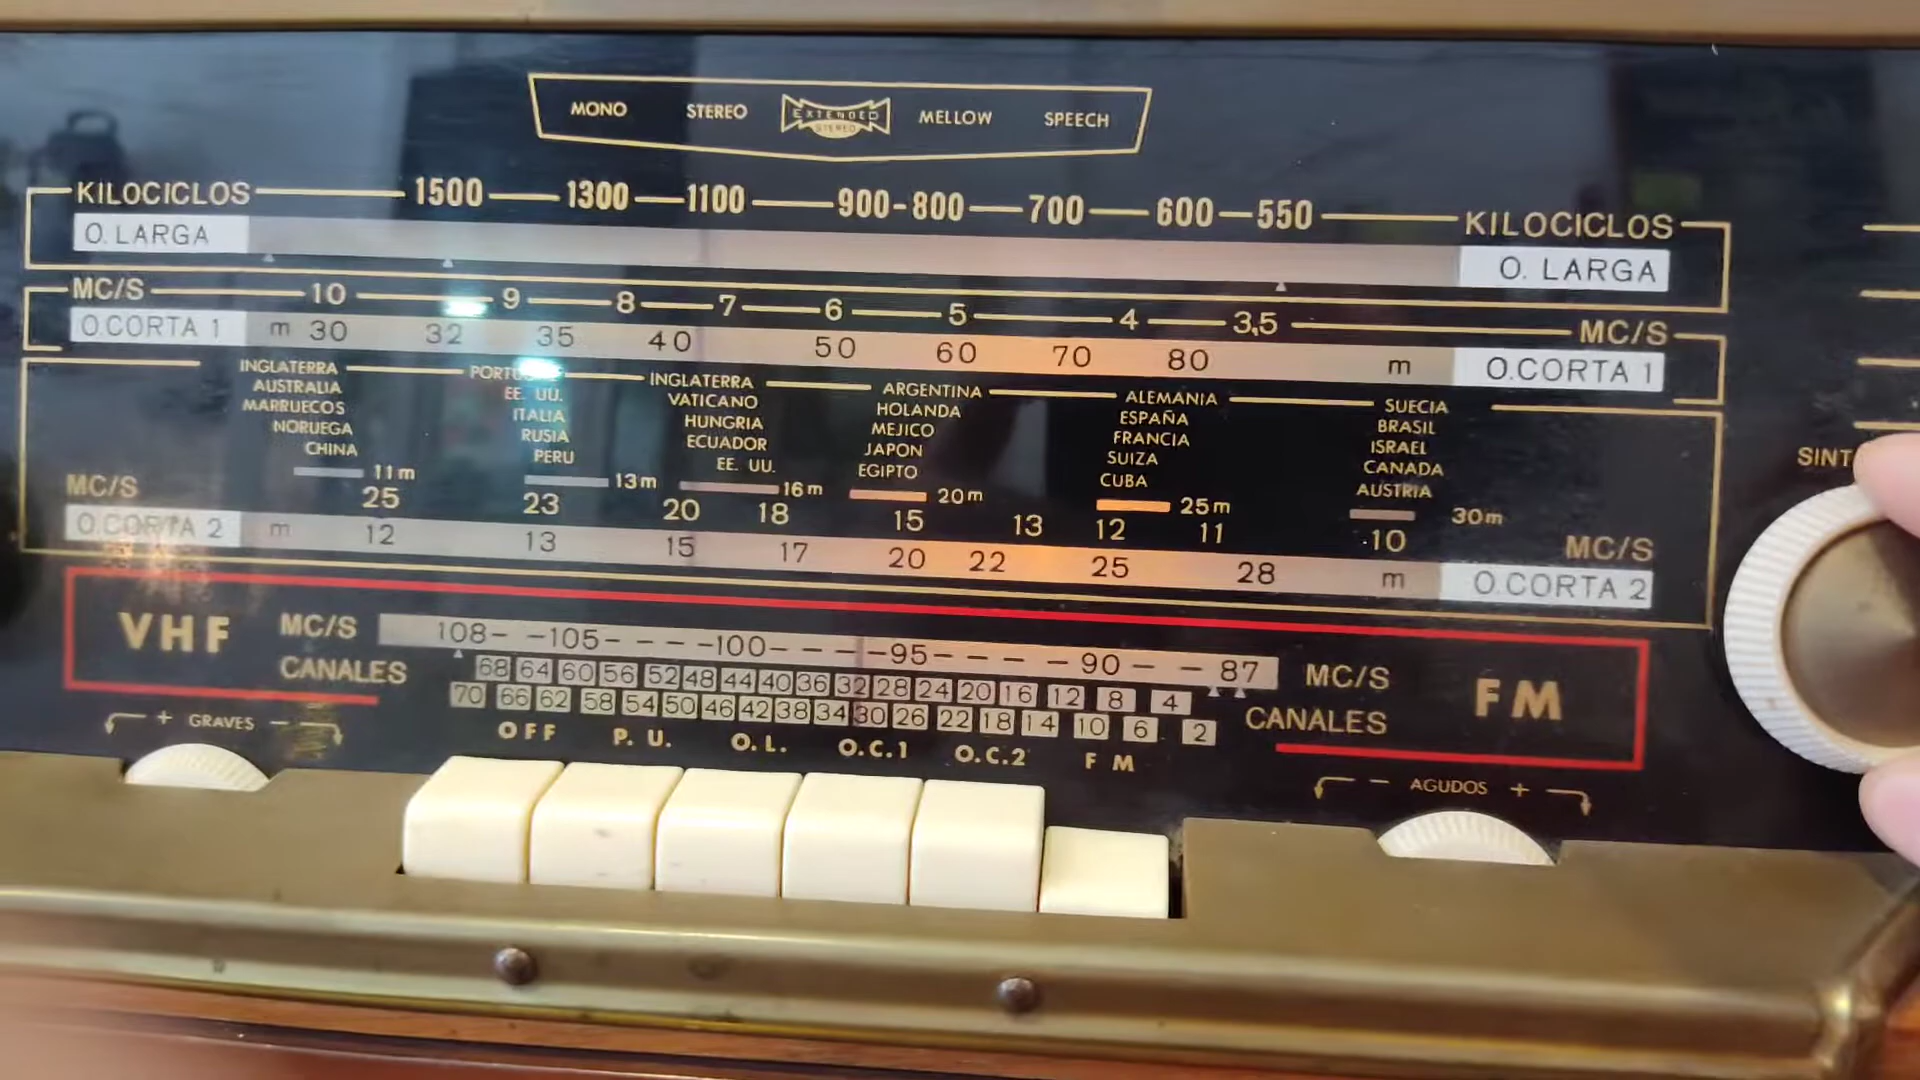 MONO STEREO EXTENDED STEREO MELLOW SPEECH
KILOCICLOS 1500 1300 1100 900-800 700 600 550 KILOCICLOS
O. LARGA O. LARGA
MC/S 10 9 8 7 6 5 4 3,5 MC/S
O.CORTA 1 m 30 32 35 40 50 60 70 80 m O.CORTA 1
INGLATERRA
AUSTRALIA
MARRUECOS
NORUEGA
CHINA
EE. UU.
ITALIA
RUSIA
PERU
INGLATERRA
VATICANO
HUNGRIA
ECUADOR
EE. UU.
ARGENTINA
HOLANDA
MEJICO
JAPON
EGIPTO
ALEMANIA
ESPAÑA
FRANCIA
SUIZA
CUBA
SUECIA
BRASIL
ISRAEL
CANADA
AUSTRIA
11m 13m 16m 20m 25m 30m
MC/S 25 23 20 18 15 13 12 11 10 MC/S
O.CORTA 2 m 12 13 15 17 20 22 25 28 m O.CORTA 2
VHF MC/S 108- -105- - - -100- - - -95- - - -90- -87 MC/S FM
CANALES 68 64 60 56 52 48 44 40 36 32 28 24 20 16 12 8 4
70 66 62 58 54 50 46 42 38 34 30 26 22 18 14 10 6 2 CANALES
+ GRAVES -
OFF P. U. O.L. O.C.1 O.C.2 FM
- AGUDOS +